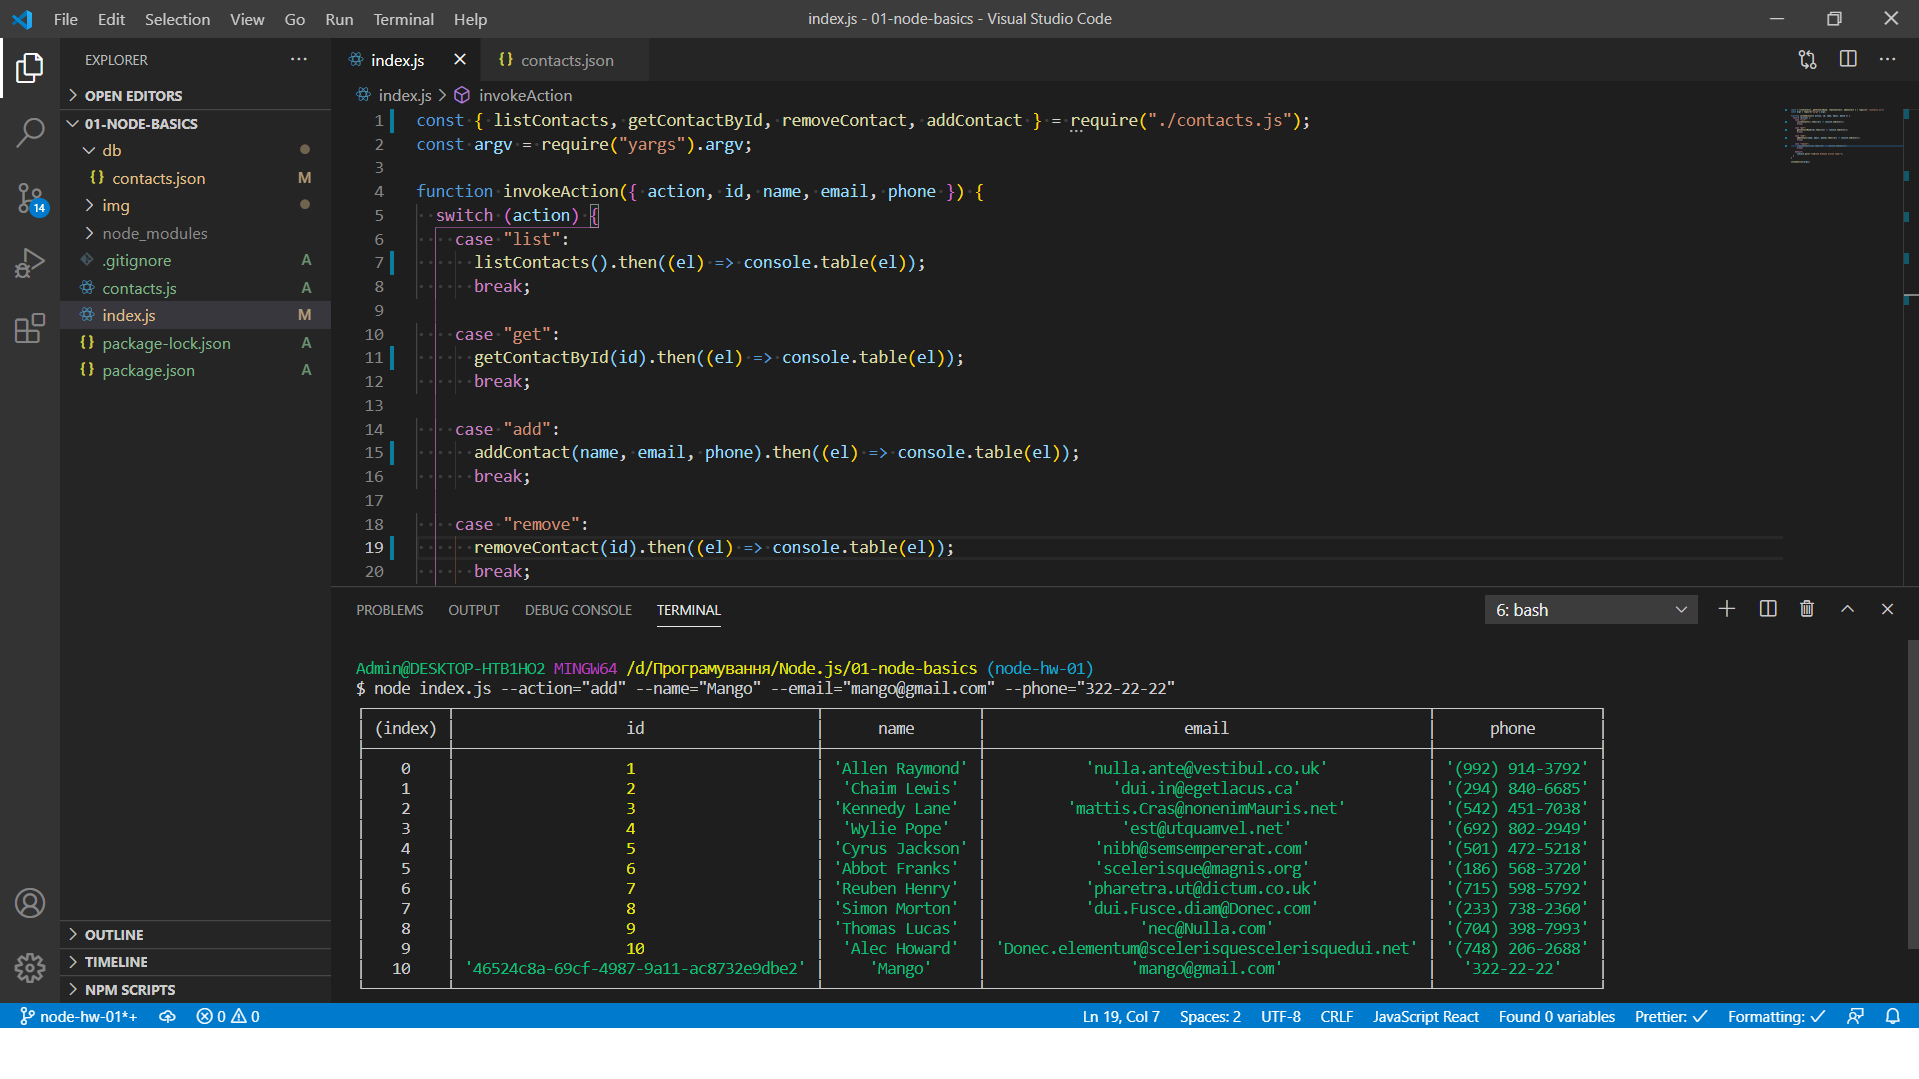 File Edit Selection View Go Run Terminal Help
index.js - 01-node-basics - Visual Studio Code
EXPLORER
OPEN EDITORS
01-NODE-BASICS
db
contacts.json M
img
node_modules
.gitignore A
contacts.js A
index.js M
package-lock.json A
package.json A
OUTLINE
TIMELINE
NPM SCRIPTS
14
index.js
contacts.json
index.js > invokeAction
1 const { listContacts, getContactById, removeContact, addContact } = require("./contacts.js");
2 const argv = require("yargs").argv;
3
4 function invokeAction({ action, id, name, email, phone }) {
5 switch (action) {
6 case "list":
7 listContacts().then((el) => console.table(el));
8 break;
9
10 case "get":
11 getContactById(id).then((el) => console.table(el));
12 break;
13
14 case "add":
15 addContact(name, email, phone).then((el) => console.table(el));
16 break;
17
18 case "remove":
19 removeContact(id).then((el) => console.table(el));
20 break;
PROBLEMS OUTPUT DEBUG CONSOLE TERMINAL
6: bash
Admin@DESKTOP-HTB1HO2 MINGW64 /d/Програмування/Node.js/01-node-basics (node-hw-01)
$ node index.js --action="add" --name="Mango" --email="mango@gmail.com" --phone="322-22-22"
(index) id name email phone
0 1 'Allen Raymond' 'nulla.ante@vestibul.co.uk' '(992) 914-3792'
1 2 'Chaim Lewis' 'dui.in@egetlacus.ca' '(294) 840-6685'
2 3 'Kennedy Lane' 'mattis.Cras@nonenimMauris.net' '(542) 451-7038'
3 4 'Wylie Pope' 'est@utquamvel.net' '(692) 802-2949'
4 5 'Cyrus Jackson' 'nibh@semsempererat.com' '(501) 472-5218'
5 6 'Abbot Franks' 'scelerisque@magnis.org' '(186) 568-3720'
6 7 'Reuben Henry' 'pharetra.ut@dictum.co.uk' '(715) 598-5792'
7 8 'Simon Morton' 'dui.Fusce.diam@Donec.com' '(233) 738-2360'
8 9 'Thomas Lucas' 'nec@Nulla.com' '(704) 398-7993'
9 10 'Alec Howard' 'Donec.elementum@scelerisquescelerisquedui.net' '(748) 206-2688'
10 '46524c8a-69cf-4987-9a11-ac8732e9dbe2' 'Mango' 'mango@gmail.com' '322-22-22'
node-hw-01*+ 0 0 Ln 19, Col 7 Spaces: 2 UTF-8 CRLF JavaScript React Found 0 variables Prettier: ✓ Formatting: ✓